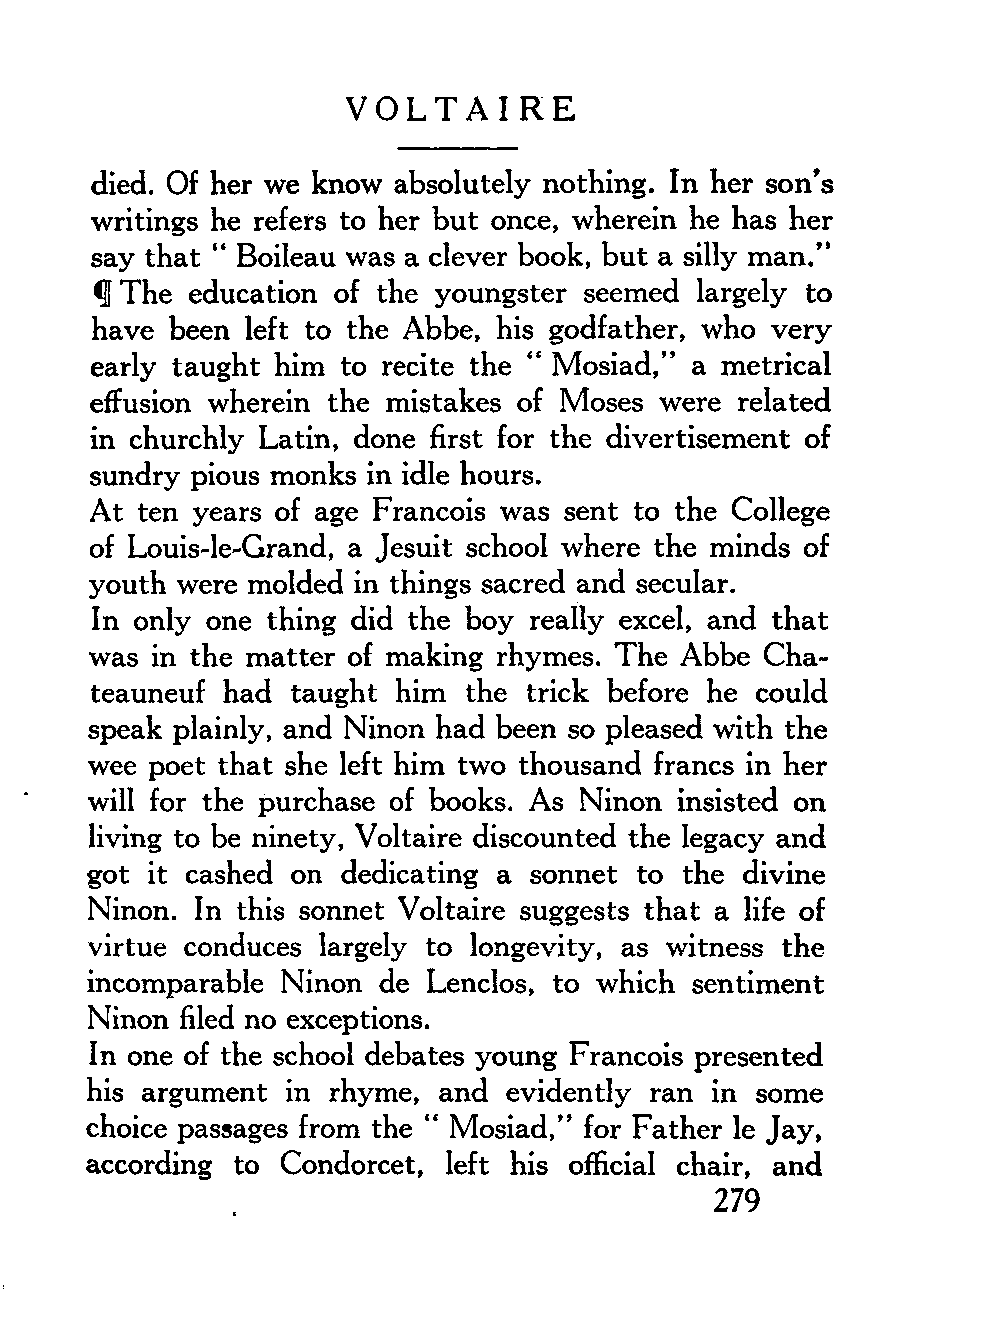 VOLTAIRE
died. Of her we know absolutely nothing. In her son's
writings he refers to her but once, wherein he has her
say that " Boileau was a clever book, but a silly man."
¶ The education of the youngster seemed largely to
have been left to the Abbe, his godfather, who very
early taught him to recite the " Mosiad," a metrical
effusion wherein the mistakes of Moses were related
in churchly Latin, done first for the divertisement of
sundry pious monks in idle hours.
At ten years of age Francois was sent to the College
of Louis-le-Grand, a Jesuit school where the minds of
youth were molded in things sacred and secular.
In only one thing did the boy really excel, and that
was in the matter of making rhymes. The Abbe Cha-
teauneuf had taught him the trick before he could
speak plainly, and Ninon had been so pleased with the
wee poet that she left him two thousand francs in her
will for the purchase of books. As Ninon insisted on
living to be ninety, Voltaire discounted the legacy and
got it cashed on dedicating a sonnet to the divine
Ninon. In this sonnet Voltaire suggests that a life of
virtue conduces largely to longevity, as witness the
incomparable Ninon de Lenclos, to which sentiment
Ninon filed no exceptions.
In one of the school debates young Francois presented
his argument in rhyme, and evidently ran in some
choice passages from the " Mosiad," for Father le Jay,
according to Condorcet, left his official chair, and
279